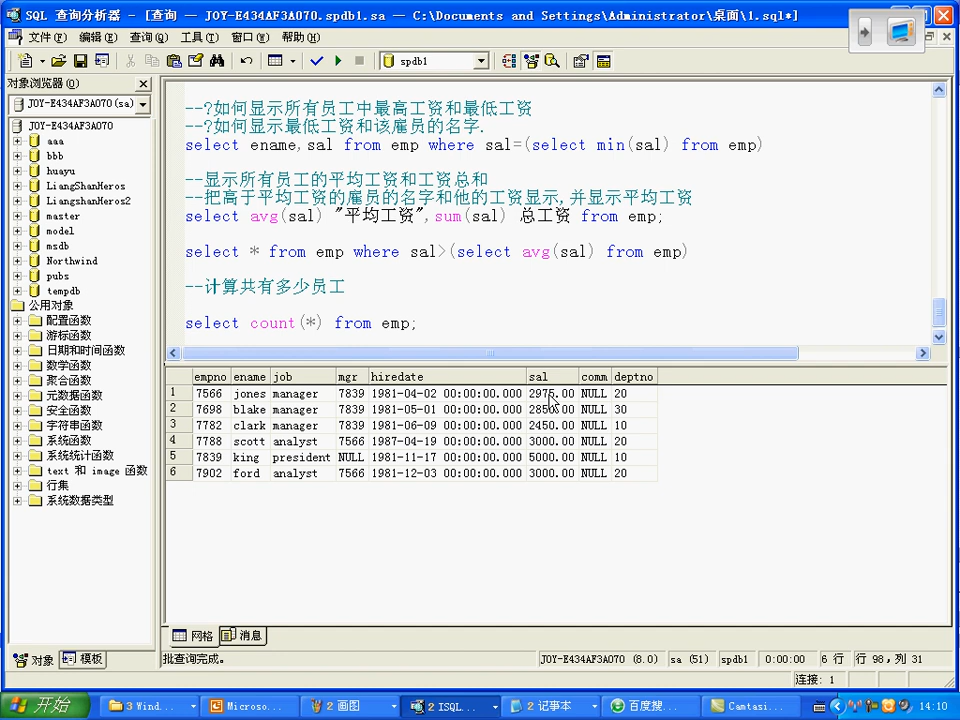 SQL 查询分析器 - [查询 — JOY-E434AF3A070.spdb1.sa — C:\Documents and Settings\Administrator\桌面\1.sql*]
文件(F) 编辑(E) 查询(Q) 工具(T) 窗口(W) 帮助(H)
spdb1
对象浏览器(O)
JOY-E434AF3A070(sa)
JOY-E434AF3A070
aaa
bbb
huayu
LiangShanHeros
LiangshanHeros2
master
model
msdb
Northwind
pubs
tempdb
公用对象
配置函数
游标函数
日期和时间函数
数学函数
聚合函数
元数据函数
安全函数
字符串函数
系统函数
系统统计函数
text 和 image 函数
行集
系统数据类型
对象 模板
--?如何显示所有员工中最高工资和最低工资
--?如何显示最低工资和该雇员的名字.
select ename,sal from emp where sal=(select min(sal) from emp)
--显示所有员工的平均工资和工资总和
--把高于平均工资的雇员的名字和他的工资显示,并显示平均工资
select avg(sal) "平均工资",sum(sal) 总工资 from emp;
select * from emp where sal>(select avg(sal) from emp)
--计算共有多少员工
select count(*) from emp;
empno ename job mgr hiredate sal comm deptno
1 7566 jones manager 7839 1981-04-02 00:00:00.000 2975.00 NULL 20
2 7698 blake manager 7839 1981-05-01 00:00:00.000 2850.00 NULL 30
3 7782 clark manager 7839 1981-06-09 00:00:00.000 2450.00 NULL 10
4 7788 scott analyst 7566 1987-04-19 00:00:00.000 3000.00 NULL 20
5 7839 king president NULL 1981-11-17 00:00:00.000 5000.00 NULL 10
6 7902 ford analyst 7566 1981-12-03 00:00:00.000 3000.00 NULL 20
网格 消息
批查询完成。 JOY-E434AF3A070 (8.0) sa (51) spdb1 0:00:00 6 行 行 98, 列 31
连接: 1
开始 3 Wind... Microso... 2 画图 2 ISQL... 2 记事本 百度搜... Camtasi... 14:10